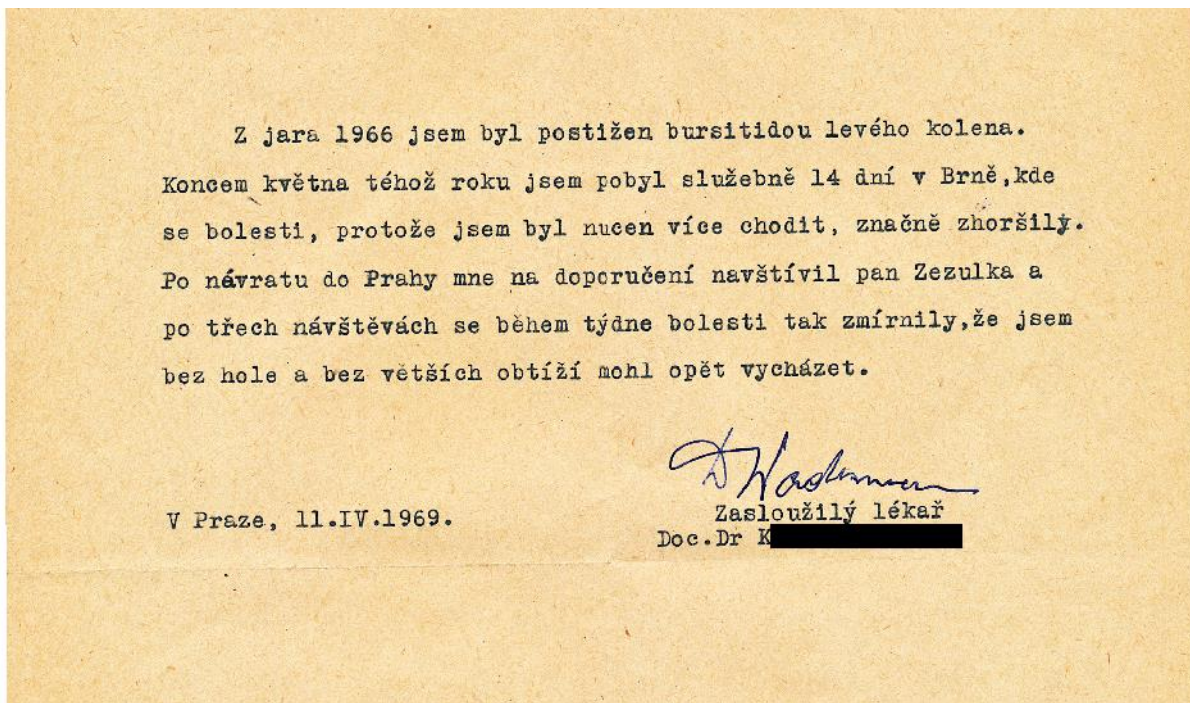 Z jara 1966 jsem byl postižen bursitidou levého kolena.
Koncem května téhož roku jsem pobyl služebně 14 dní v Brně,kde
se bolesti, protože jsem byl nucen více chodit, značně zhoršily.
Po návratu do Prahy mne na doporučení navštívil pan Zezulka a
po třech návštěvách se během týdne bolesti tak zmírnily,že jsem
bez hole a bez větších obtíží mohl opět vycházet.
V Praze, 11.IV.1969.
Zasloužilý lékař
Doc.Dr K